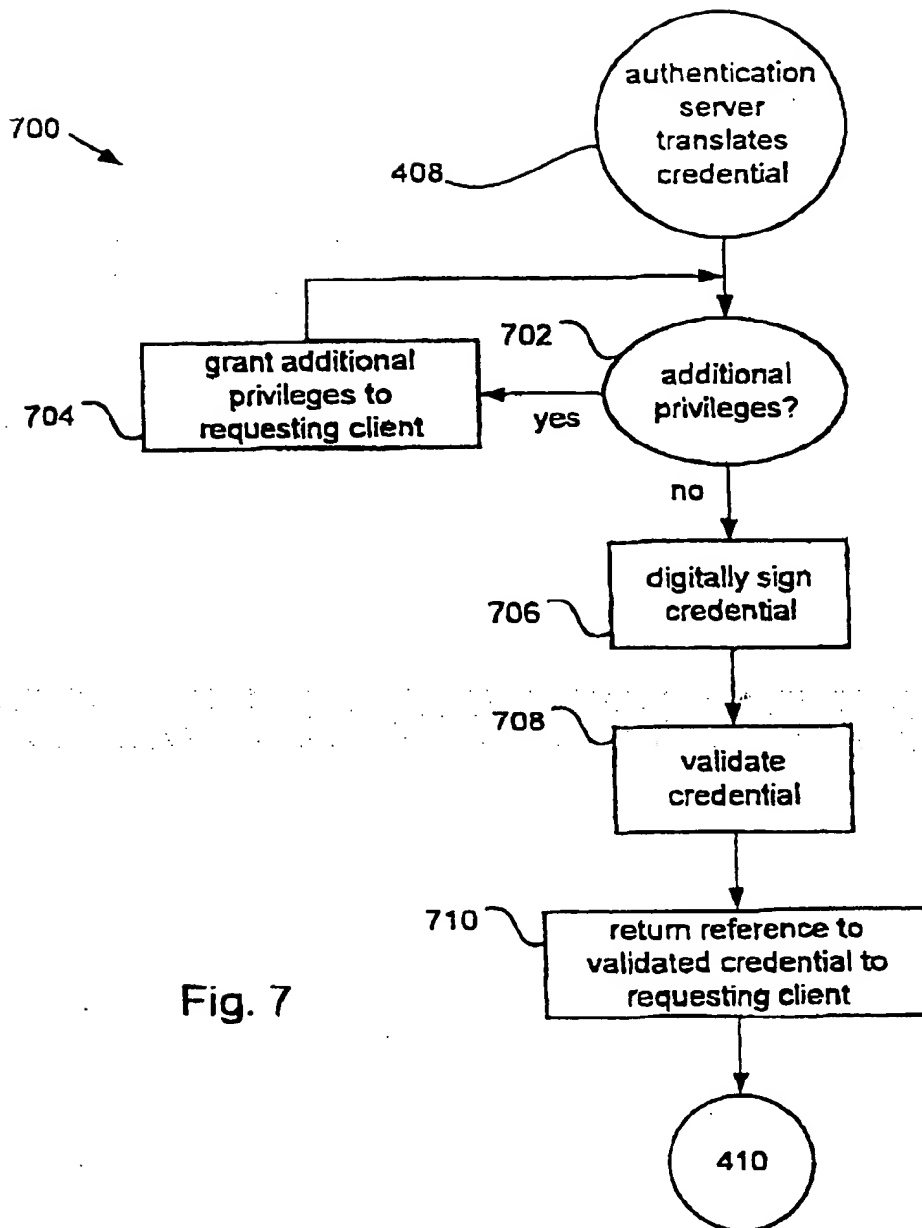 authentication
server
translates
credential
700
408
702
additional
privileges?
grant additional
privileges to
requesting client
704
yes
no
digitally sign
credential
706
708
validate
credential
710
return reference to
validated credential to
requesting client
Fig. 7
410